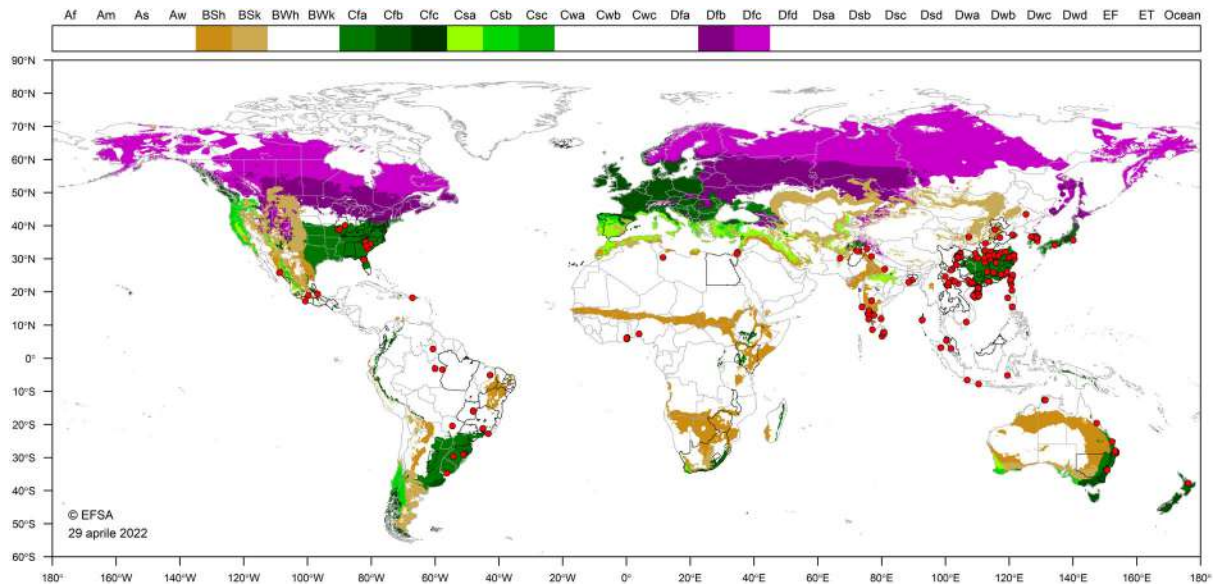 Af Am As Aw BSh BSk BWh BWk Cfa Cfb Cfc Csa Csb Csc Cwa Cwb Cwc Dfa Dfb Dfc Dfd Dsa Dsb Dsc Dsd Dwa Dwb Dwc Dwd EF ET Ocean
90°N
80°N
70°N
60°N
50°N
40°N
30°N
20°N
10°N
0°
10°S
20°S
30°S
40°S
50°S
60°S
© EFSA
29 aprile 2022
180° 160°W 140°W 120°W 100°W 80°W 60°W 40°W 20°W 0° 20°E 40°E 60°E 80°E 100°E 120°E 140°E 160°E 180°